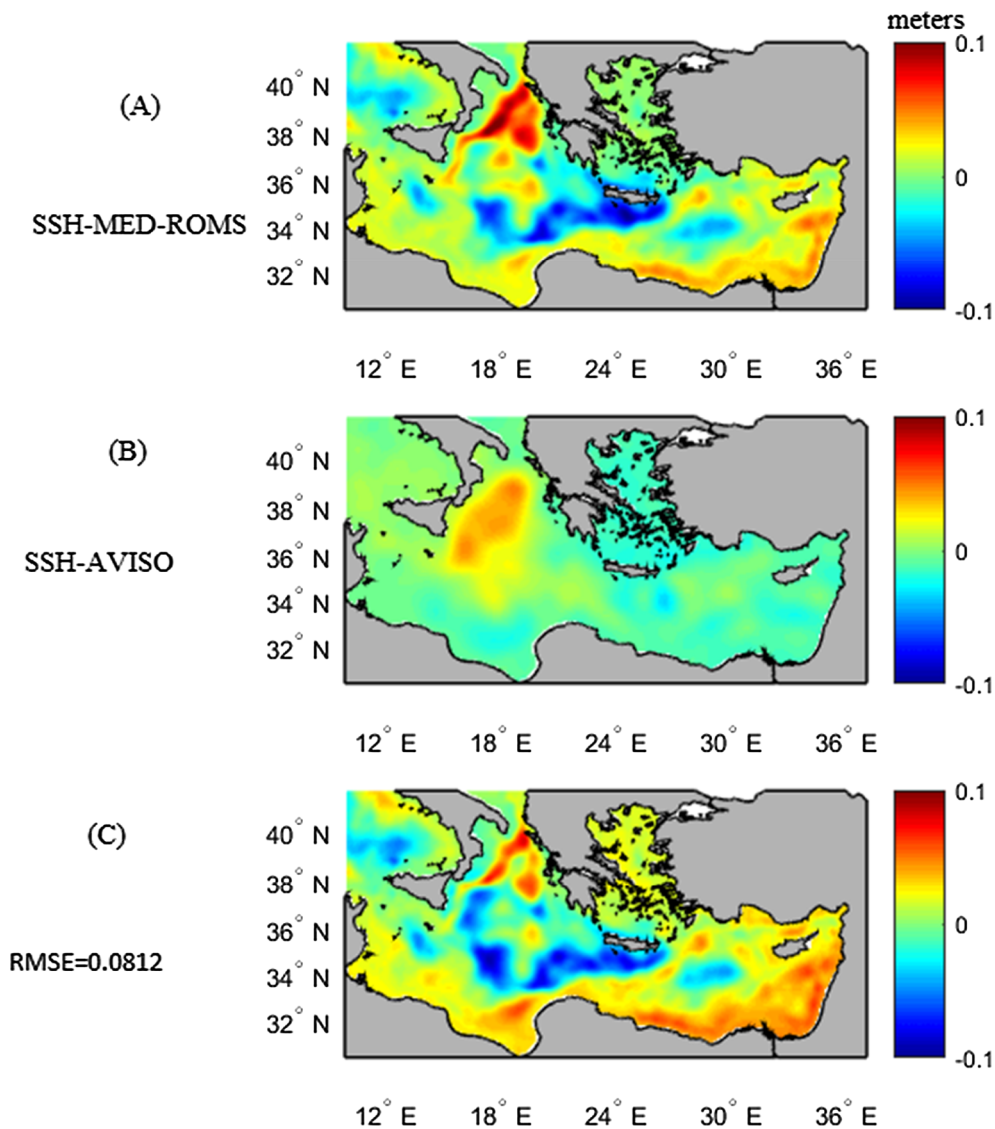 meters
(A)
SSH-MED-ROMS
40° N
38° N
36° N
34° N
32° N
0.1
0
-0.1
12° E 18° E 24° E 30° E 36° E
(B)
SSH-AVISO
40° N
38° N
36° N
34° N
32° N
0.1
0
-0.1
12° E 18° E 24° E 30° E 36° E
(C)
RMSE=0.0812
40° N
38° N
36° N
34° N
32° N
0.1
0
-0.1
12° E 18° E 24° E 30° E 36° E